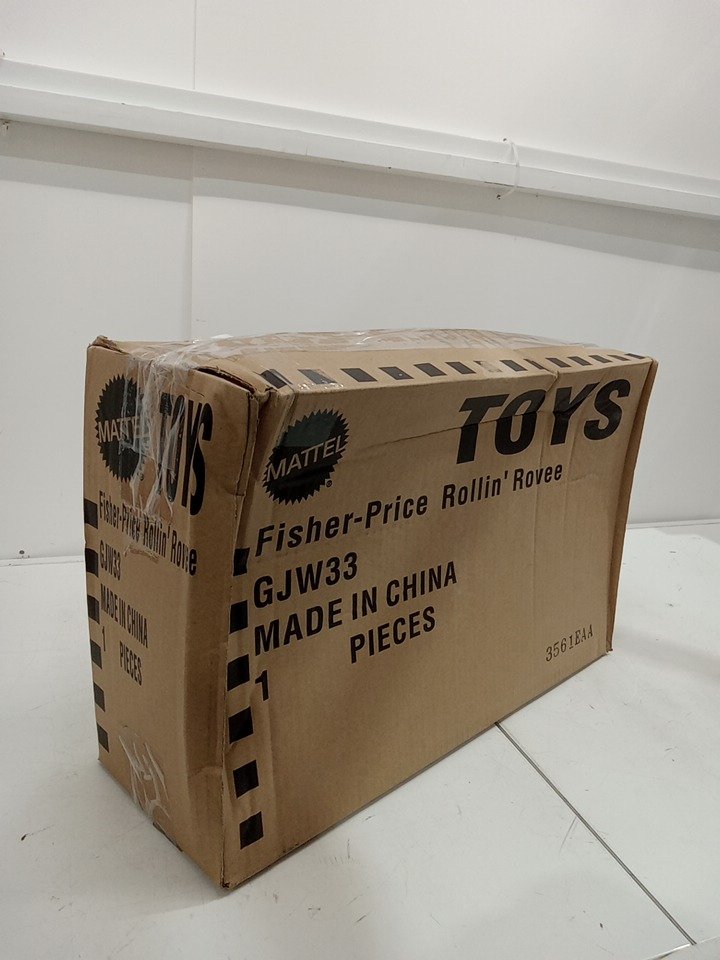 MATTEL
TOYS
Fisher-Price Rollin' Rovee
GJW33
MADE IN CHINA
1 PIECES
MATTEL
®
TOYS
Fisher-Price Rollin' Rovee
GJW33
MADE IN CHINA
1 PIECES
3561EAA